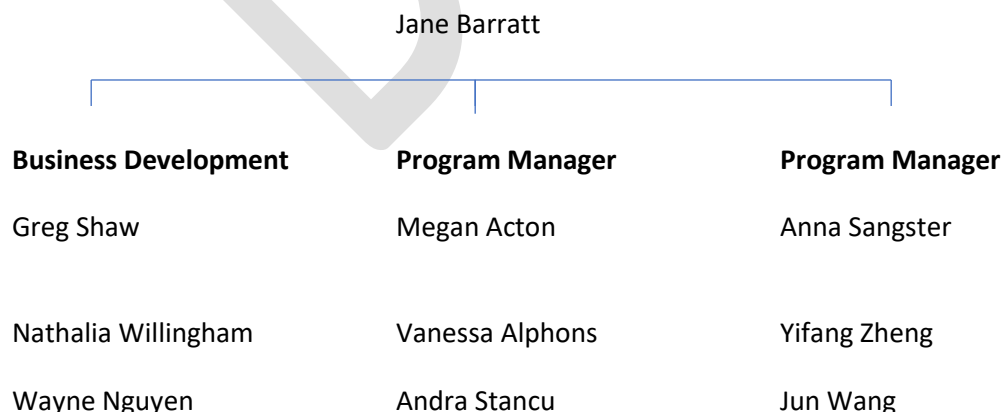 Jane Barratt
Business Development Program Manager Program Manager
Greg Shaw Megan Acton Anna Sangster
Nathalia Willingham Vanessa Alphons Yifang Zheng
Wayne Nguyen Andra Stancu Jun Wang